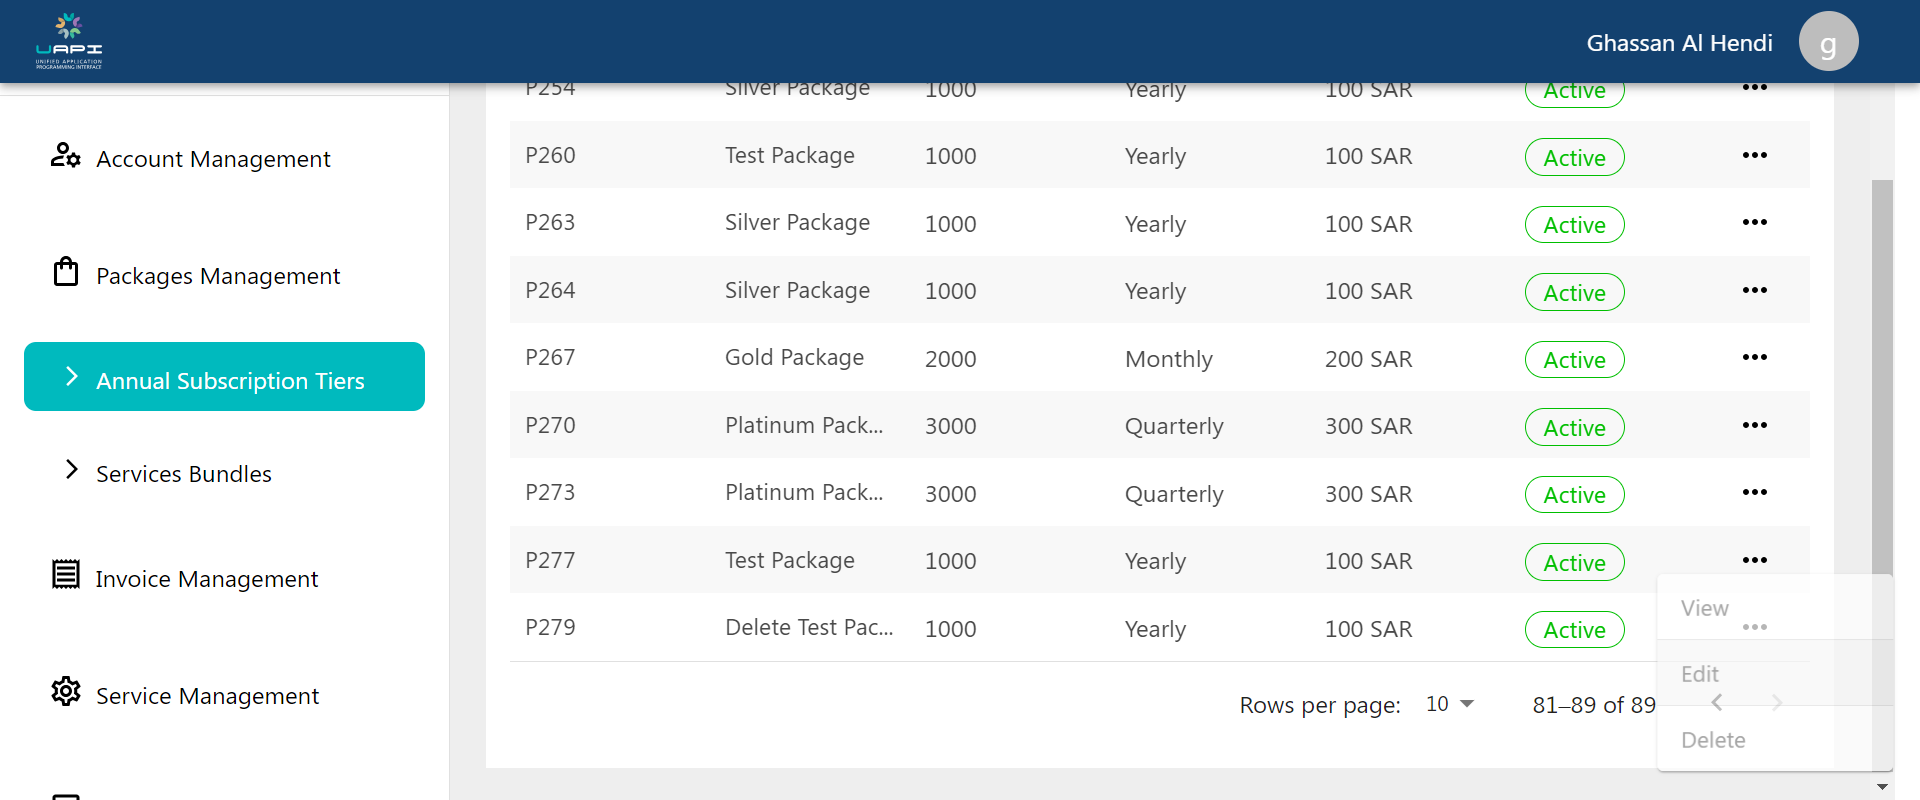 UAPI
UNIFIED APPLICATION
PROGRAMMING INTERFACE
Ghassan Al Hendi
g
Account Management
Packages Management
Annual Subscription Tiers
Services Bundles
Invoice Management
Service Management
P254 Silver Package 1000 Yearly 100 SAR Active
P260 Test Package 1000 Yearly 100 SAR Active
P263 Silver Package 1000 Yearly 100 SAR Active
P264 Silver Package 1000 Yearly 100 SAR Active
P267 Gold Package 2000 Monthly 200 SAR Active
P270 Platinum Pack... 3000 Quarterly 300 SAR Active
P273 Platinum Pack... 3000 Quarterly 300 SAR Active
P277 Test Package 1000 Yearly 100 SAR Active
P279 Delete Test Pac... 1000 Yearly 100 SAR Active
View
Edit
Delete
Rows per page: 10 81–89 of 89